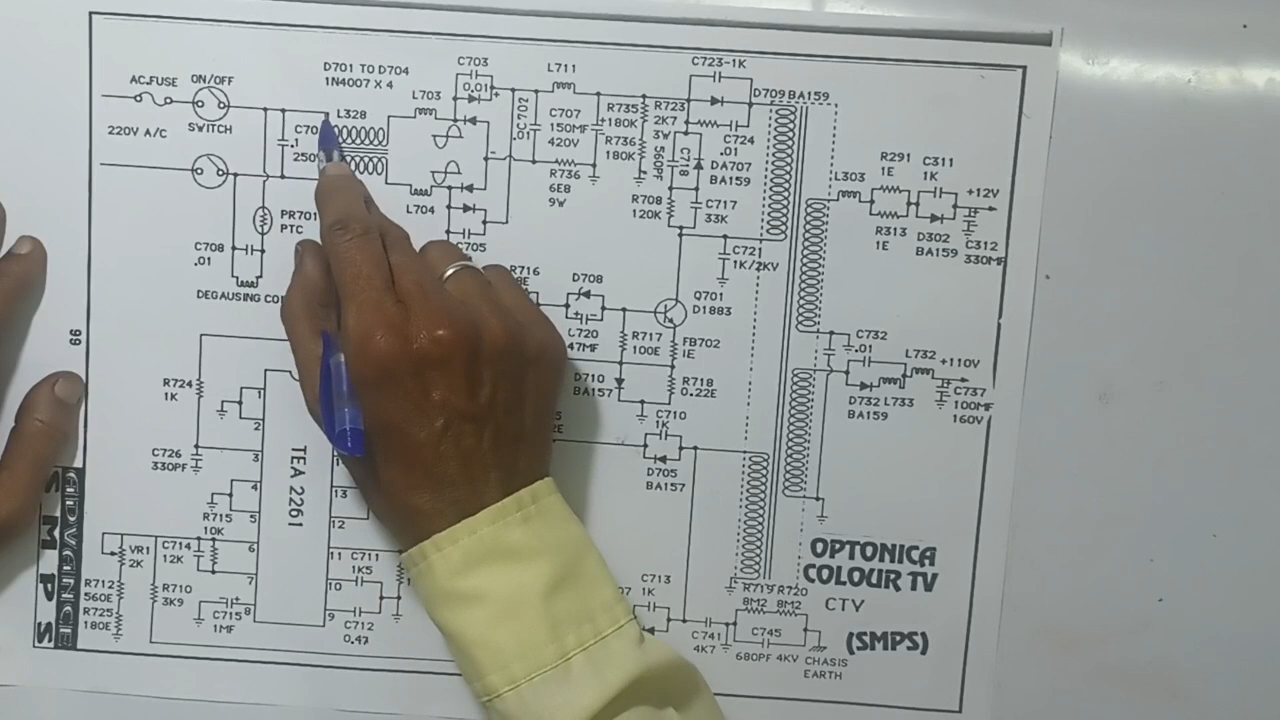 AC.FUSE
ON/OFF
SWITCH
220V A/C
D701 TO D704
1N4007 X 4
L328
.1
L703
C703
0.01
+
L711
C702
C707
150MF
420V
+180K
R735
R736
180K
R736
6E8
9W
-
L704
C705
PR701
PTC
C708
.01
DEGAUSING
C723-1K
D709 BA159
R723
2K7
3W
560PF
C718
C724
.01
DA707
BA159
R708
120K
C717
33K
C721
1K/2KV
Q701
D1883
R716
D708
C720
47MF
R717
100E
FB702
1E
D710
BA157
R718
0.22E
C710
1K
D705
BA157
L303
R291
1E
C311
1K
+12V
R313
1E
D302
BA159
C312
330MF
C732
.01
L732
+110V
D732 L733
BA159
C737
100MF
160V
99
R724
1K
C726
330PF
R715
10K
VR1
2K
C714
12K
R712
560E
R725
180E
R710
3K9
C715
1MF
1
2
3
4
5
6
7
8
TEA 2261
13
12
11
10
9
C711
1K5
C712
0.47
C713
1K
C741
4K7
R719 R720
8M2 8M2
C745
680PF 4KV
CHASIS
EARTH
OPTONICA
COLOUR TV
CTV
(SMPS)
ADVANCE
SMPS